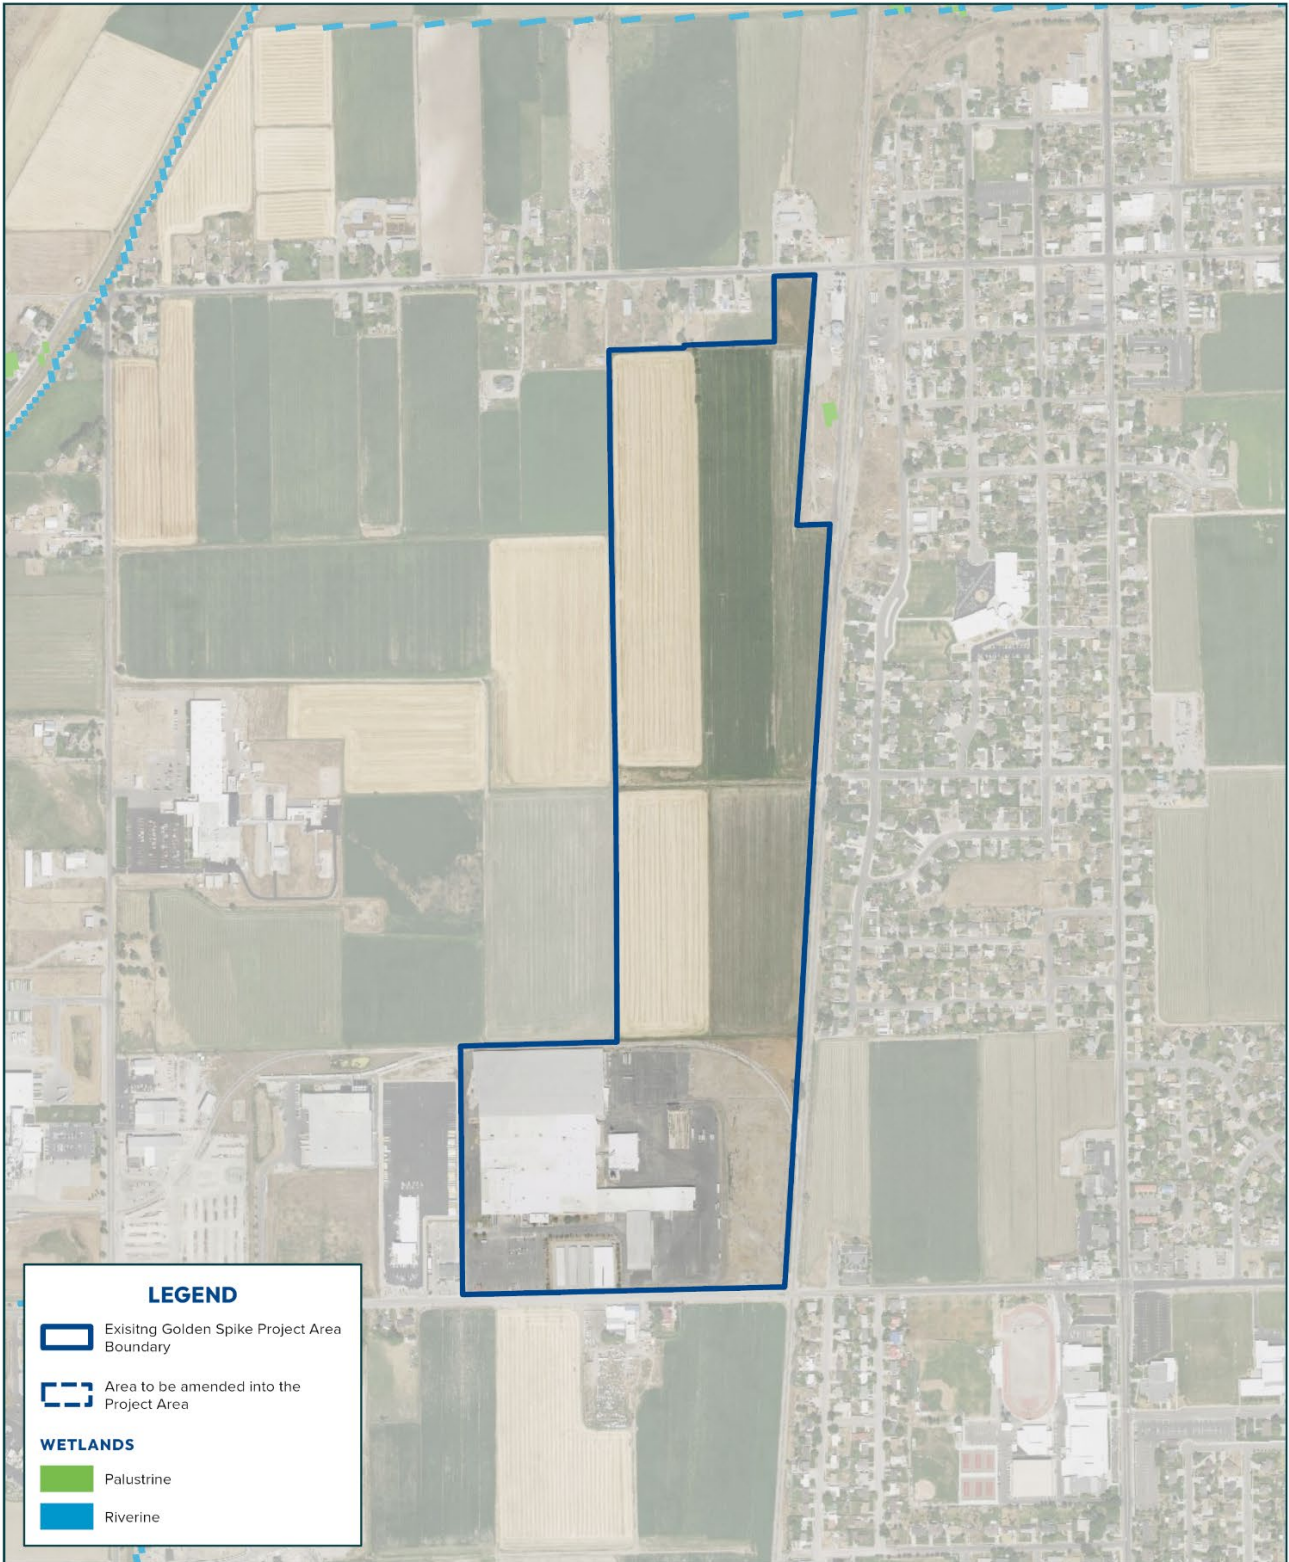 LEGEND
Exisitng Golden Spike Project Area
Boundary
Area to be amended into the
Project Area
WETLANDS
Palustrine
Riverine